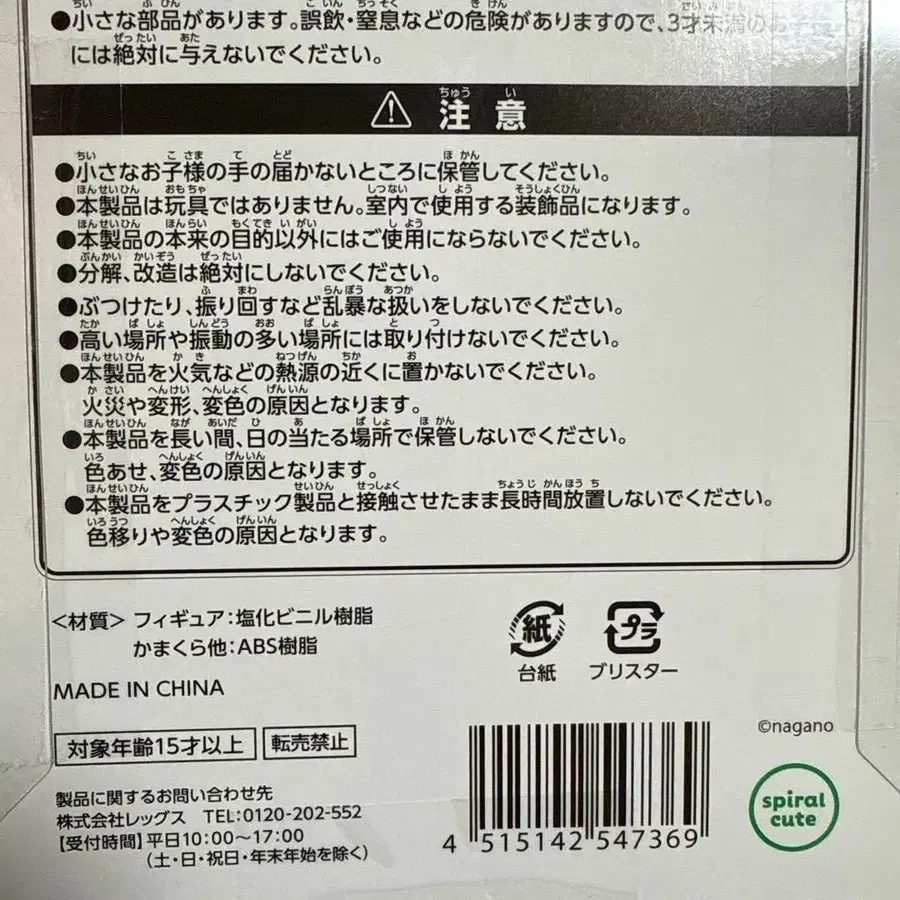 ●小さな部品があります。誤飲・窒息などの危険がありますので、3才未満の
には絶対に与えないでください。
⚠ 注意
●小さなお子様の手の届かないところに保管してください。
●本製品は玩具ではありません。室内で使用する装飾品になります。
●本製品の本来の目的以外にはご使用にならないでください。
●分解、改造は絶対にしないでください。
●ぶつけたり、振り回すなど乱暴な扱いをしないでください。
●高い場所や振動の多い場所には取り付けないでください。
●本製品を火気などの熱源の近くに置かないでください。
火災や変形、変色の原因となります。
●本製品を長い間、日の当たる場所で保管しないでください。
色あせ、変色の原因となります。
●本製品をプラスチック製品と接触させたまま長時間放置しないでください。
色移りや変色の原因となります。
<材質> フィギュア:塩化ビニル樹脂
かまくら他:ABS樹脂
紙
台紙
プラ
ブリスター
MADE IN CHINA
対象年齢15才以上 転売禁止
製品に関するお問い合わせ先
株式会社レッグス TEL:0120-202-552
【受付時間】平日10:00〜17:00
(土・日・祝日・年末年始を除く)
4 515142 547369
©nagano
spiral
cute